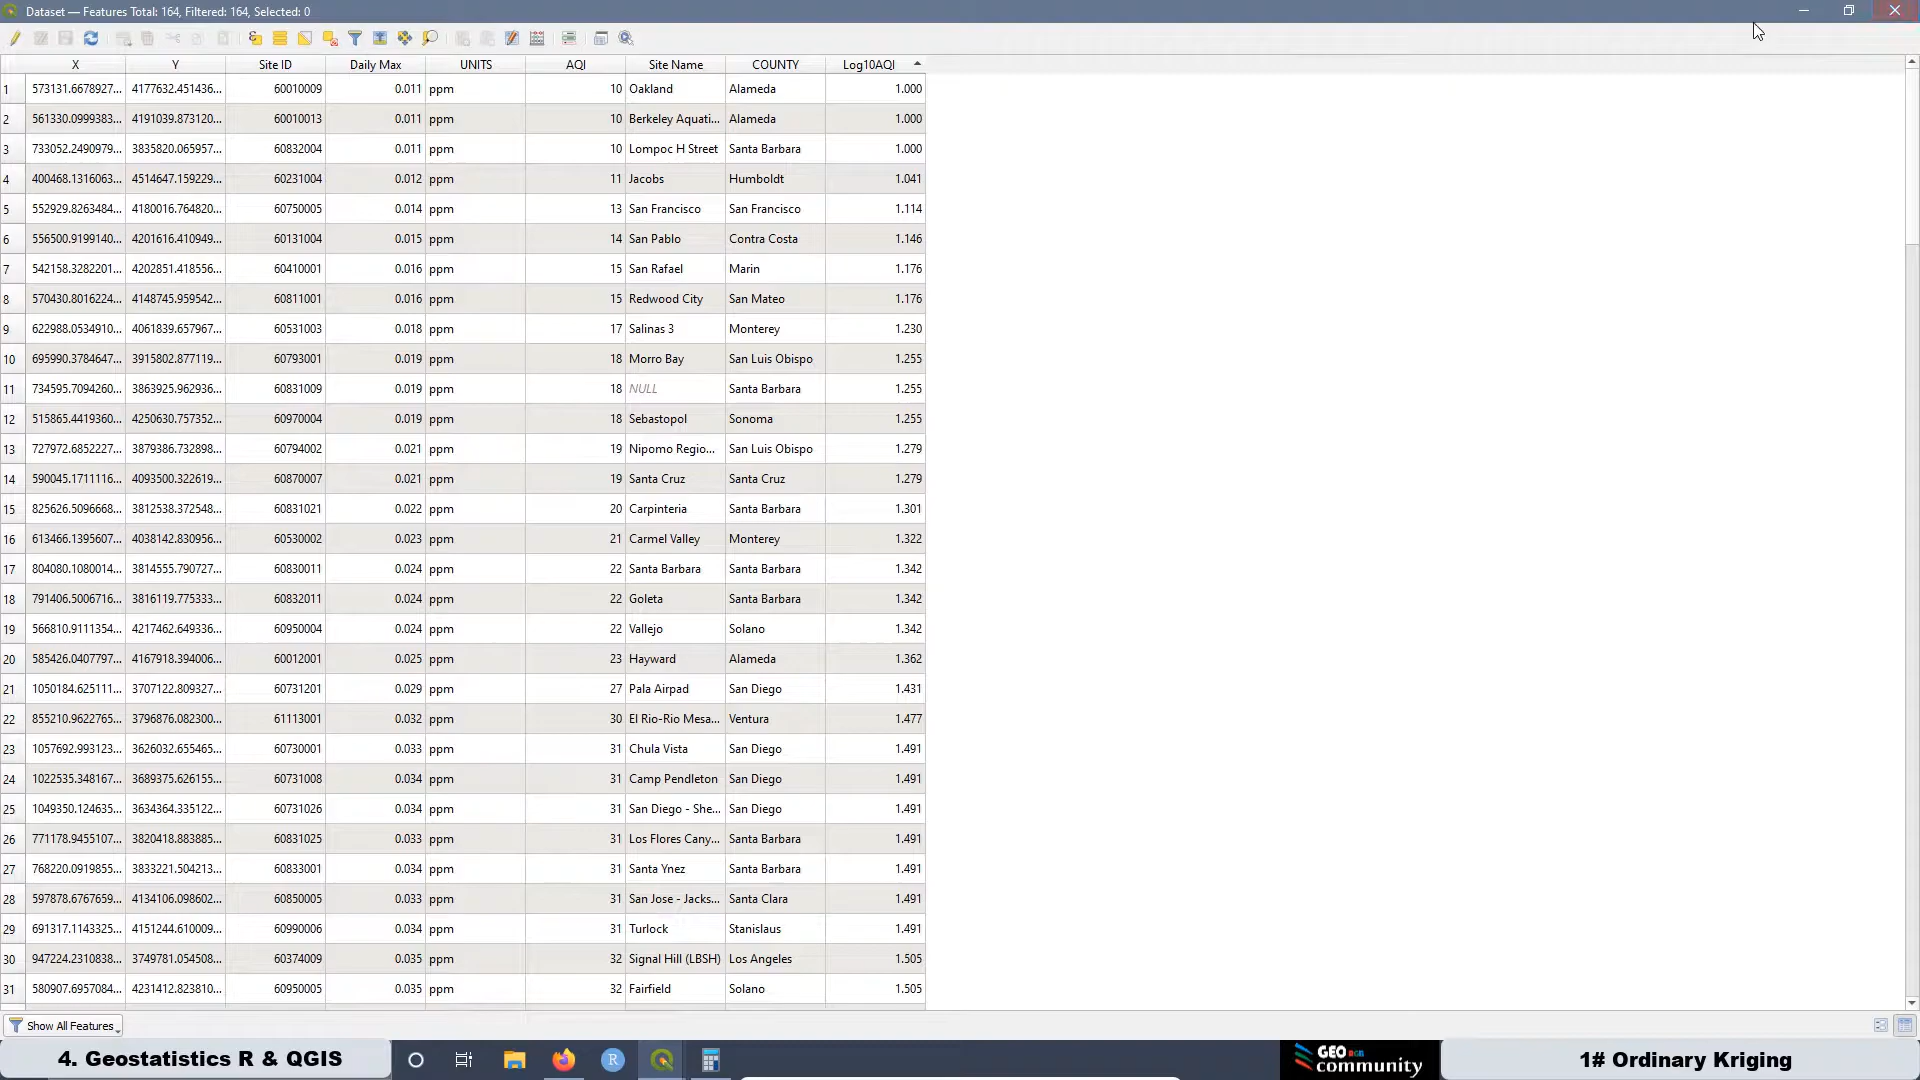 Dataset — Features Total: 164, Filtered: 164, Selected: 0
X Y Site ID Daily Max UNITS AQI Site Name COUNTY Log10AQI
1 573131.6678927... 4177632.451436... 60010009 0.011 ppm 10 Oakland Alameda 1.000
2 561330.0999383... 4191039.873120... 60010013 0.011 ppm 10 Berkeley Aquati... Alameda 1.000
3 733052.2490979... 3835820.065957... 60832004 0.011 ppm 10 Lompoc H Street Santa Barbara 1.000
4 400468.1316063... 4514647.159229... 60231004 0.012 ppm 11 Jacobs Humboldt 1.041
5 552929.8263484... 4180016.764820... 60750005 0.014 ppm 13 San Francisco San Francisco 1.114
6 556500.9199140... 4201616.410949... 60131004 0.015 ppm 14 San Pablo Contra Costa 1.146
7 542158.3282201... 4202851.418556... 60410001 0.016 ppm 15 San Rafael Marin 1.176
8 570430.8016224... 4148745.959542... 60811001 0.016 ppm 15 Redwood City San Mateo 1.176
9 622988.0534910... 4061839.657967... 60531003 0.018 ppm 17 Salinas 3 Monterey 1.230
10 695990.3784647... 3915802.877119... 60793001 0.019 ppm 18 Morro Bay San Luis Obispo 1.255
11 734595.7094260... 3863925.962936... 60831009 0.019 ppm 18 NULL Santa Barbara 1.255
12 515865.4419360... 4250630.757352... 60970004 0.019 ppm 18 Sebastopol Sonoma 1.255
13 727972.6852227... 3879386.732898... 60794002 0.021 ppm 19 Nipomo Regio... San Luis Obispo 1.279
14 590045.1711116... 4093500.322619... 60870007 0.021 ppm 19 Santa Cruz Santa Cruz 1.279
15 825626.5096668... 3812538.372548... 60831021 0.022 ppm 20 Carpinteria Santa Barbara 1.301
16 613466.1395607... 4038142.830956... 60530002 0.023 ppm 21 Carmel Valley Monterey 1.322
17 804080.1080014... 3814555.790727... 60830011 0.024 ppm 22 Santa Barbara Santa Barbara 1.342
18 791406.5006716... 3816119.775333... 60832011 0.024 ppm 22 Goleta Santa Barbara 1.342
19 566810.9111354... 4217462.649336... 60950004 0.024 ppm 22 Vallejo Solano 1.342
20 585426.0407797... 4167918.394006... 60012001 0.025 ppm 23 Hayward Alameda 1.362
21 1050184.625111... 3707122.809327... 60731201 0.029 ppm 27 Pala Airpad San Diego 1.431
22 855210.9622765... 3796876.082300... 61113001 0.032 ppm 30 El Rio-Rio Mesa... Ventura 1.477
23 1057692.993123... 3626032.655465... 60730001 0.033 ppm 31 Chula Vista San Diego 1.491
24 1022535.348167... 3689375.626155... 60731008 0.034 ppm 31 Camp Pendleton San Diego 1.491
25 1049350.124635... 3634364.335122... 60731026 0.034 ppm 31 San Diego - She... San Diego 1.491
26 771178.9455107... 3820418.883885... 60831025 0.033 ppm 31 Los Flores Cany... Santa Barbara 1.491
27 768220.0919855... 3833221.504213... 60833001 0.034 ppm 31 Santa Ynez Santa Barbara 1.491
28 597878.6767659... 4134106.098602... 60850005 0.033 ppm 31 San Jose - Jacks... Santa Clara 1.491
29 691317.1143325... 4151244.610009... 60990006 0.034 ppm 31 Turlock Stanislaus 1.491
30 947224.2310838... 3749781.054508... 60374009 0.035 ppm 32 Signal Hill (LBSH) Los Angeles 1.505
31 580907.6957084... 4231412.823810... 60950005 0.035 ppm 32 Fairfield Solano 1.505
Show All Features
4. Geostatistics R & QGIS
R
GEO
community
1# Ordinary Kriging